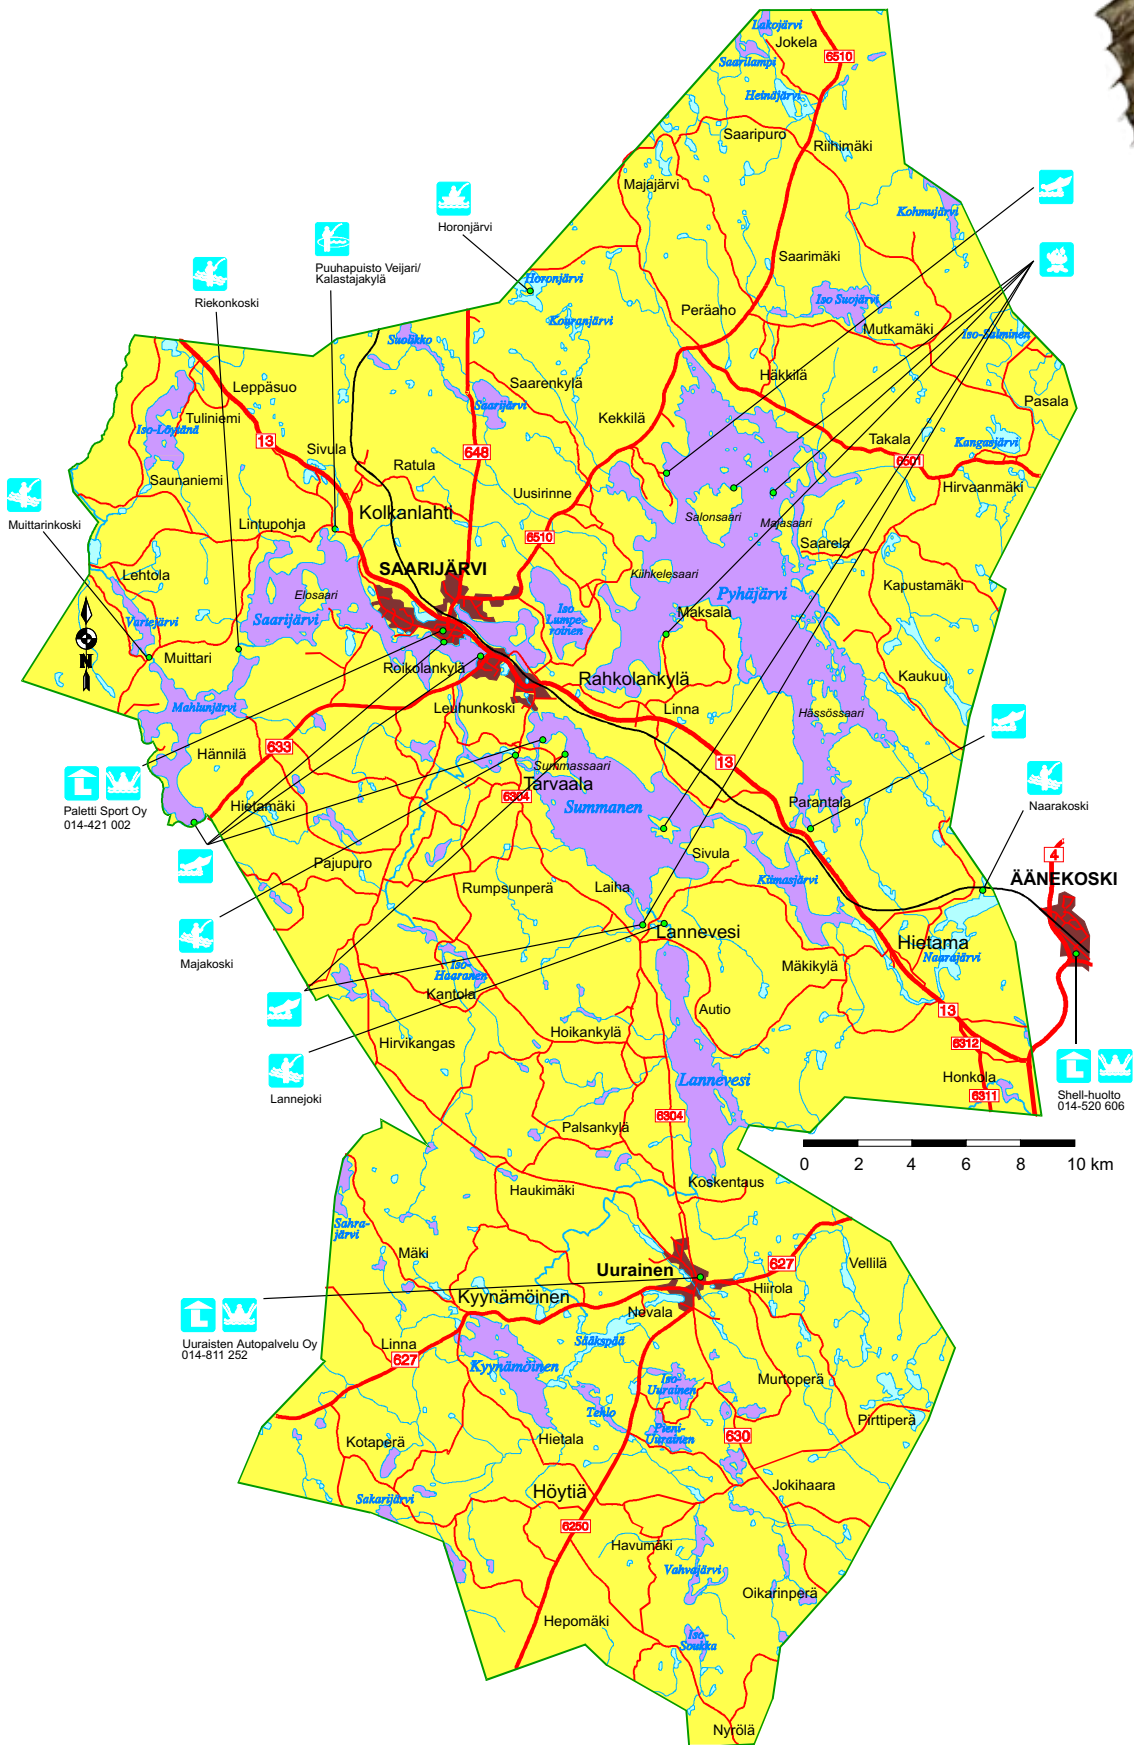 Lakojärvi
Jokela
6510
Saarilampi
Heinäjärvi
Saaripuro
Riihimäki
Majajärvi
Kohmujärvi
Horonjärvi
Saarimäki
Puuhapuisto Veijari/
Kalastajakylä
Horonjärvi
Riekonkoski
Iso Suojärvi
Peräaho
Kouranjärvi
Mutkamäki
Iso-Salminen
Suolikko
Häkkilä
Saarenkylä
Leppäsuo
Pasala
Saarijärvi
Tuliniemi
Kekkilä
Iso-Löytänä
13
Sivula
648
Takala
Kangasjärvi
6501
Ratula
Saunaniemi
Hirvaanmäki
Uusirinne
Muittarinkoski
Kolkanlahti
Salonsaari
Majasaari
Lintupohja
6510
Saarela
SAARIJÄRVI
Lehtola
Kiihkelesaari
Kapustamäki
Elosaari
Pyhäjärvi
Iso
Lumpe-
roinen
Maksala
Saarijärvi
Vartejärvi
N
Muittari
Roikolankylä
Rahkolankylä
Kaukuu
Mahlunjärvi
Leuhunkoski
Linna
Hässössaari
633
Hännilä
13
Summassaari
Tarvaala
6304
Paletti Sport Oy
014-421 002
Hietamäki
Summanen
Parantala
Naarakoski
Pajupuro
Sivula
4
Kiimasjärvi
ÄÄNEKOSKI
Rumpsunperä
Laiha
Lannevesi
Hietama
Majakoski
Naarajärvi
Iso-
Haaranen
Mäkikylä
Kantola
Autio
13
Hoikankylä
Hirvikangas
6312
Lannevesi
Honkola
Lannejoki
6311
Shell-huolto
014-520 606
6304
Palsankylä
0 2 4 6 8 10 km
Koskentaus
Haukimäki
Sahra-
järvi
Mäki
Vellilä
Uurainen
627
Kyynämöinen
Hiirola
Nevala
Uuraisten Autopalvelu Oy
014-811 252
Linna
Sääkspää
627
Kyynämöinen
Iso-
Uurainen
Murtoperä
Tehlo
Pirttiperä
Pieni-
Uurainen
630
Kotaperä
Hietala
Jokihaara
Höytiä
Sakarijärvi
6250
Havumäki
Vahvajärvi
Oikarinperä
Hepomäki
Iso-
Soukka
Nyrölä